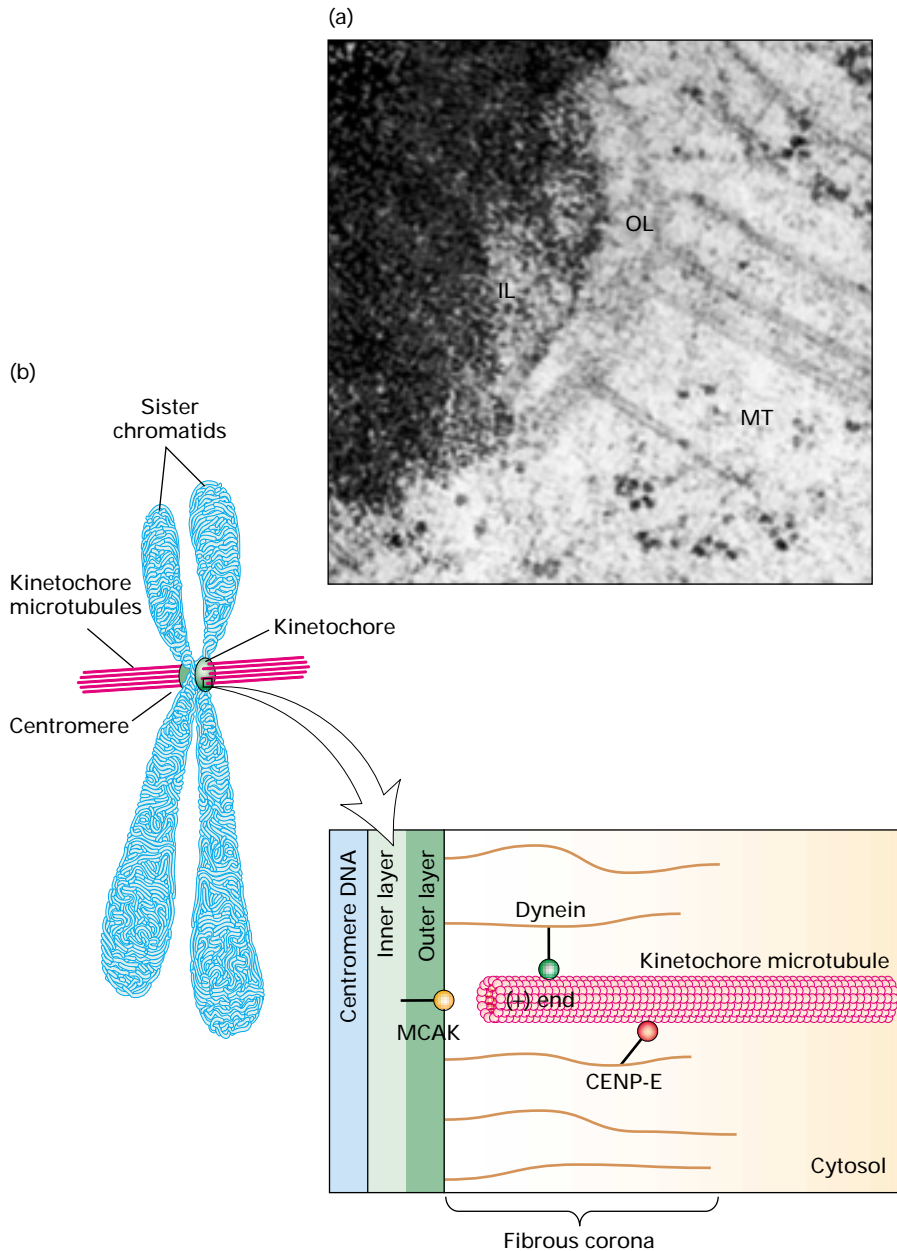 (a)
OL
IL
MT
(b)
Sister
chromatids
Kinetochore
microtubules
Kinetochore
Centromere
Centromere DNA
Inner layer
Outer layer
Dynein
Kinetochore microtubule
(+) end
MCAK
CENP-E
Cytosol
Fibrous corona